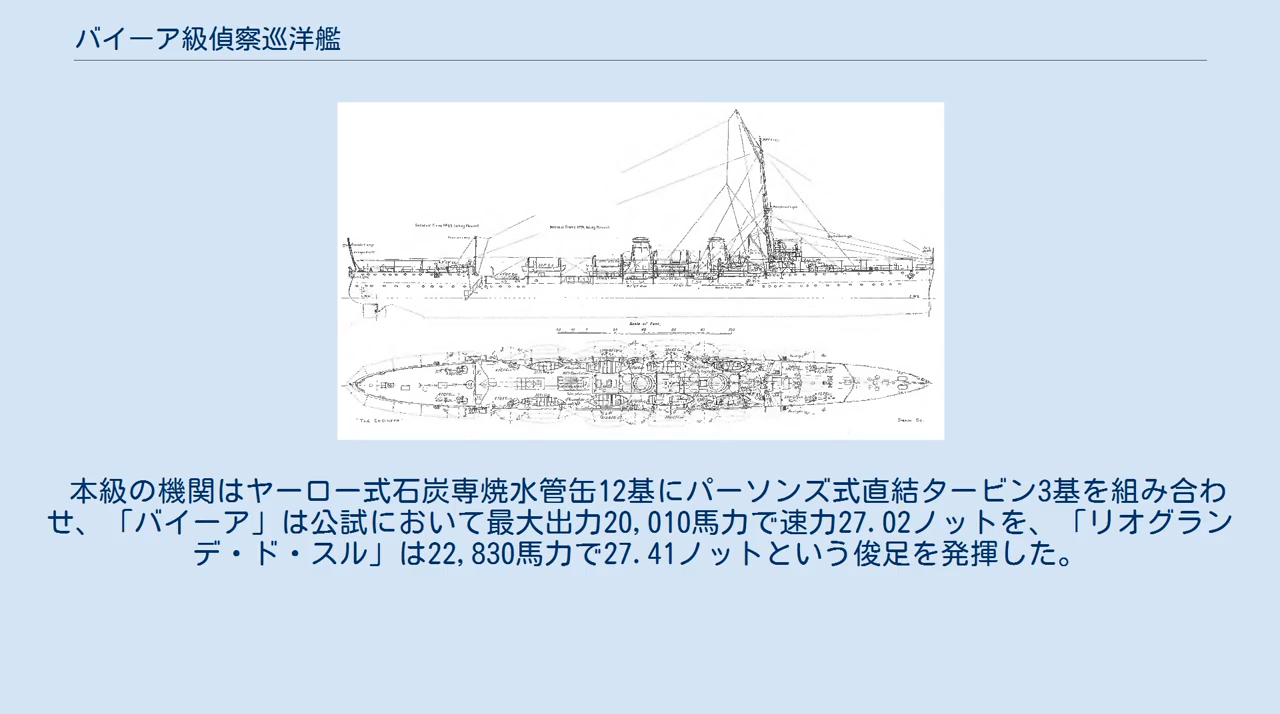 バイーア級偵察巡洋艦
Scale of Feet.
"THE ENGINEER"
本級の機関はヤーロー式石炭専焼水管缶12基にパーソンズ式直結タービン3基を組み合わ
せ、「バイーア」は公試において最大出力20,010馬力で速力27.02ノットを、「リオグラン
デ・ド・スル」は22,830馬力で27.41ノットという俊足を発揮した。